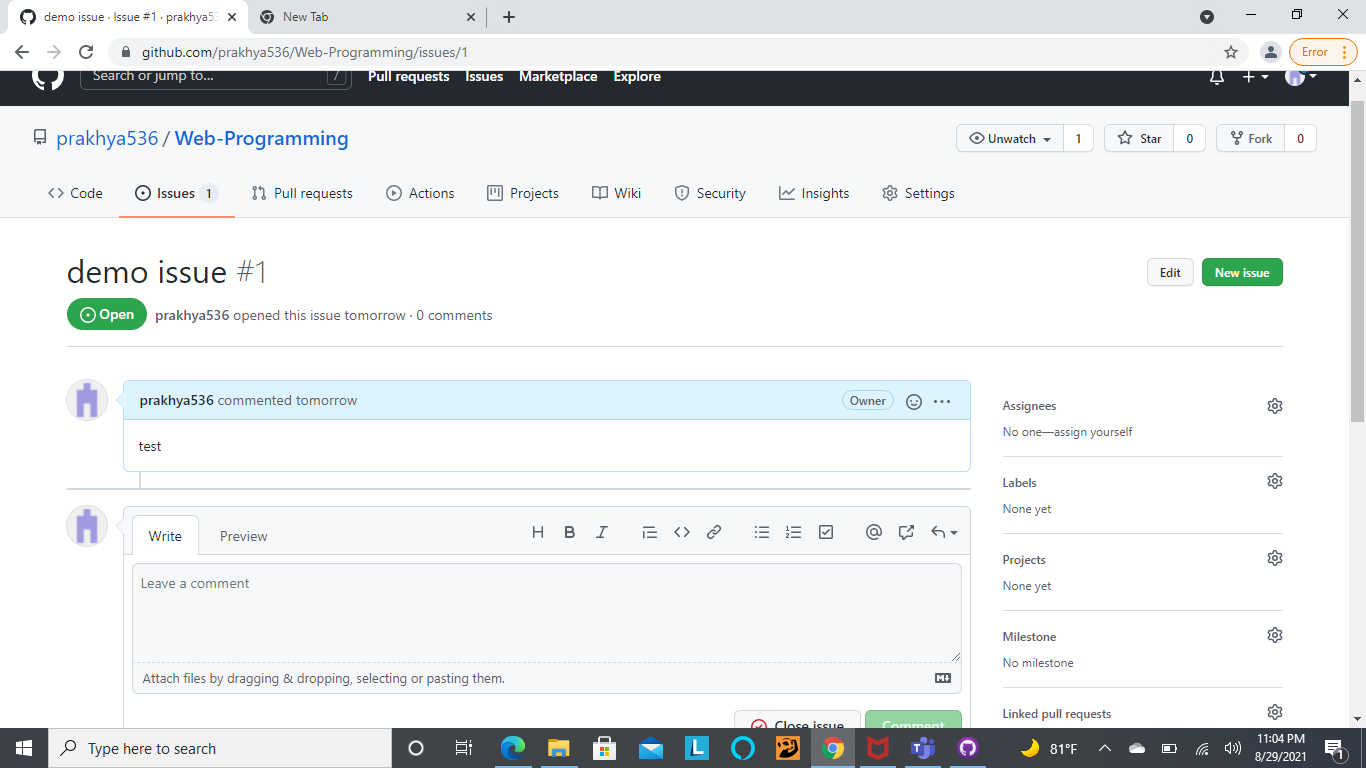 demo issue · Issue #1 · prakhya53
New Tab
github.com/prakhya536/Web-Programming/issues/1
Error
Search or jump to...
/
Pull requests
Issues
Marketplace
Explore
prakhya536 / Web-Programming
Unwatch
1
Star
0
Fork
0
Code
Issues 1
Pull requests
Actions
Projects
Wiki
Security
Insights
Settings
demo issue #1
Edit
New issue
Open
prakhya536 opened this issue tomorrow · 0 comments
prakhya536 commented tomorrow
Owner
test
Assignees
No one—assign yourself
Labels
None yet
Projects
None yet
Milestone
No milestone
Linked pull requests
Write
Preview
H B I
@
Leave a comment
Attach files by dragging & dropping, selecting or pasting them.
Close issue
Comment
Type here to search
L
81°F
11:04 PM
8/29/2021
1